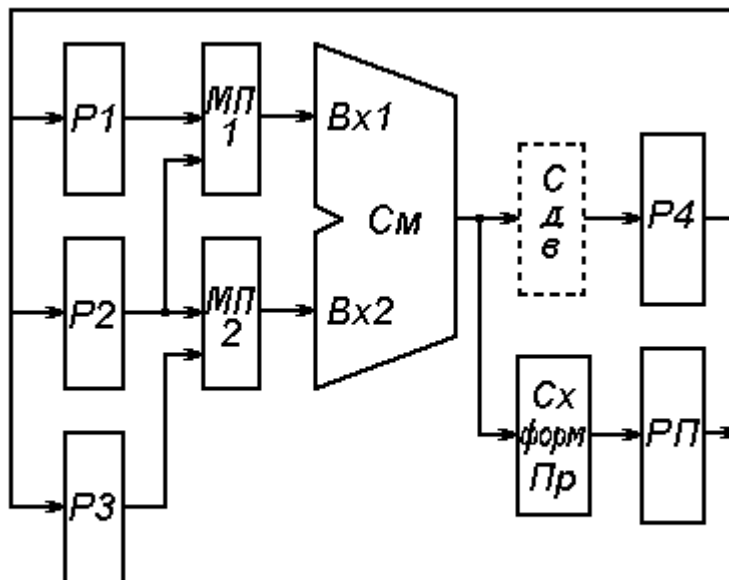 Р1
МП
1
Вх1
С
д
в
Р4
См
Р2
МП
2
Вх2
Сх
форм
Пр
РП
Р3